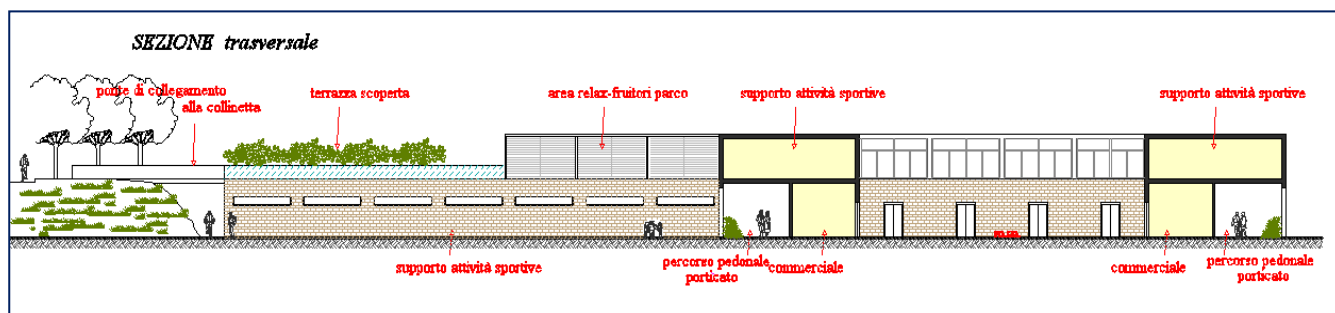 SEZIONE trasversale
ponte di collegamento
alla collinetta
terrazza scoperta
area relax-fruitori parco
supporto attività sportive
supporto attività sportive
supporto attività sportive
percorso pedonale
porticato
commerciale
commerciale
percorso pedonale
porticato